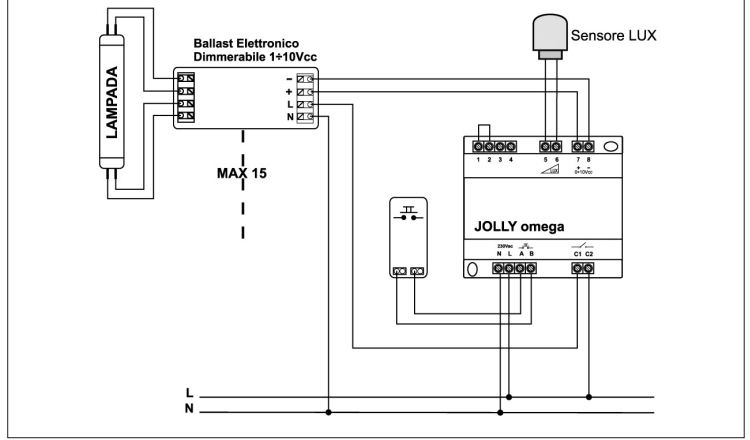 Ballast Elettronico
Dimmerabile 1÷10Vcc
LAMPADA
–
+
L
N
MAX 15
Sensore LUX
1 2 3 4
5 6
7 8
LUX
+ –
0÷10Vcc
JOLLY omega
230Vac
N L A B
C1 C2
L
N